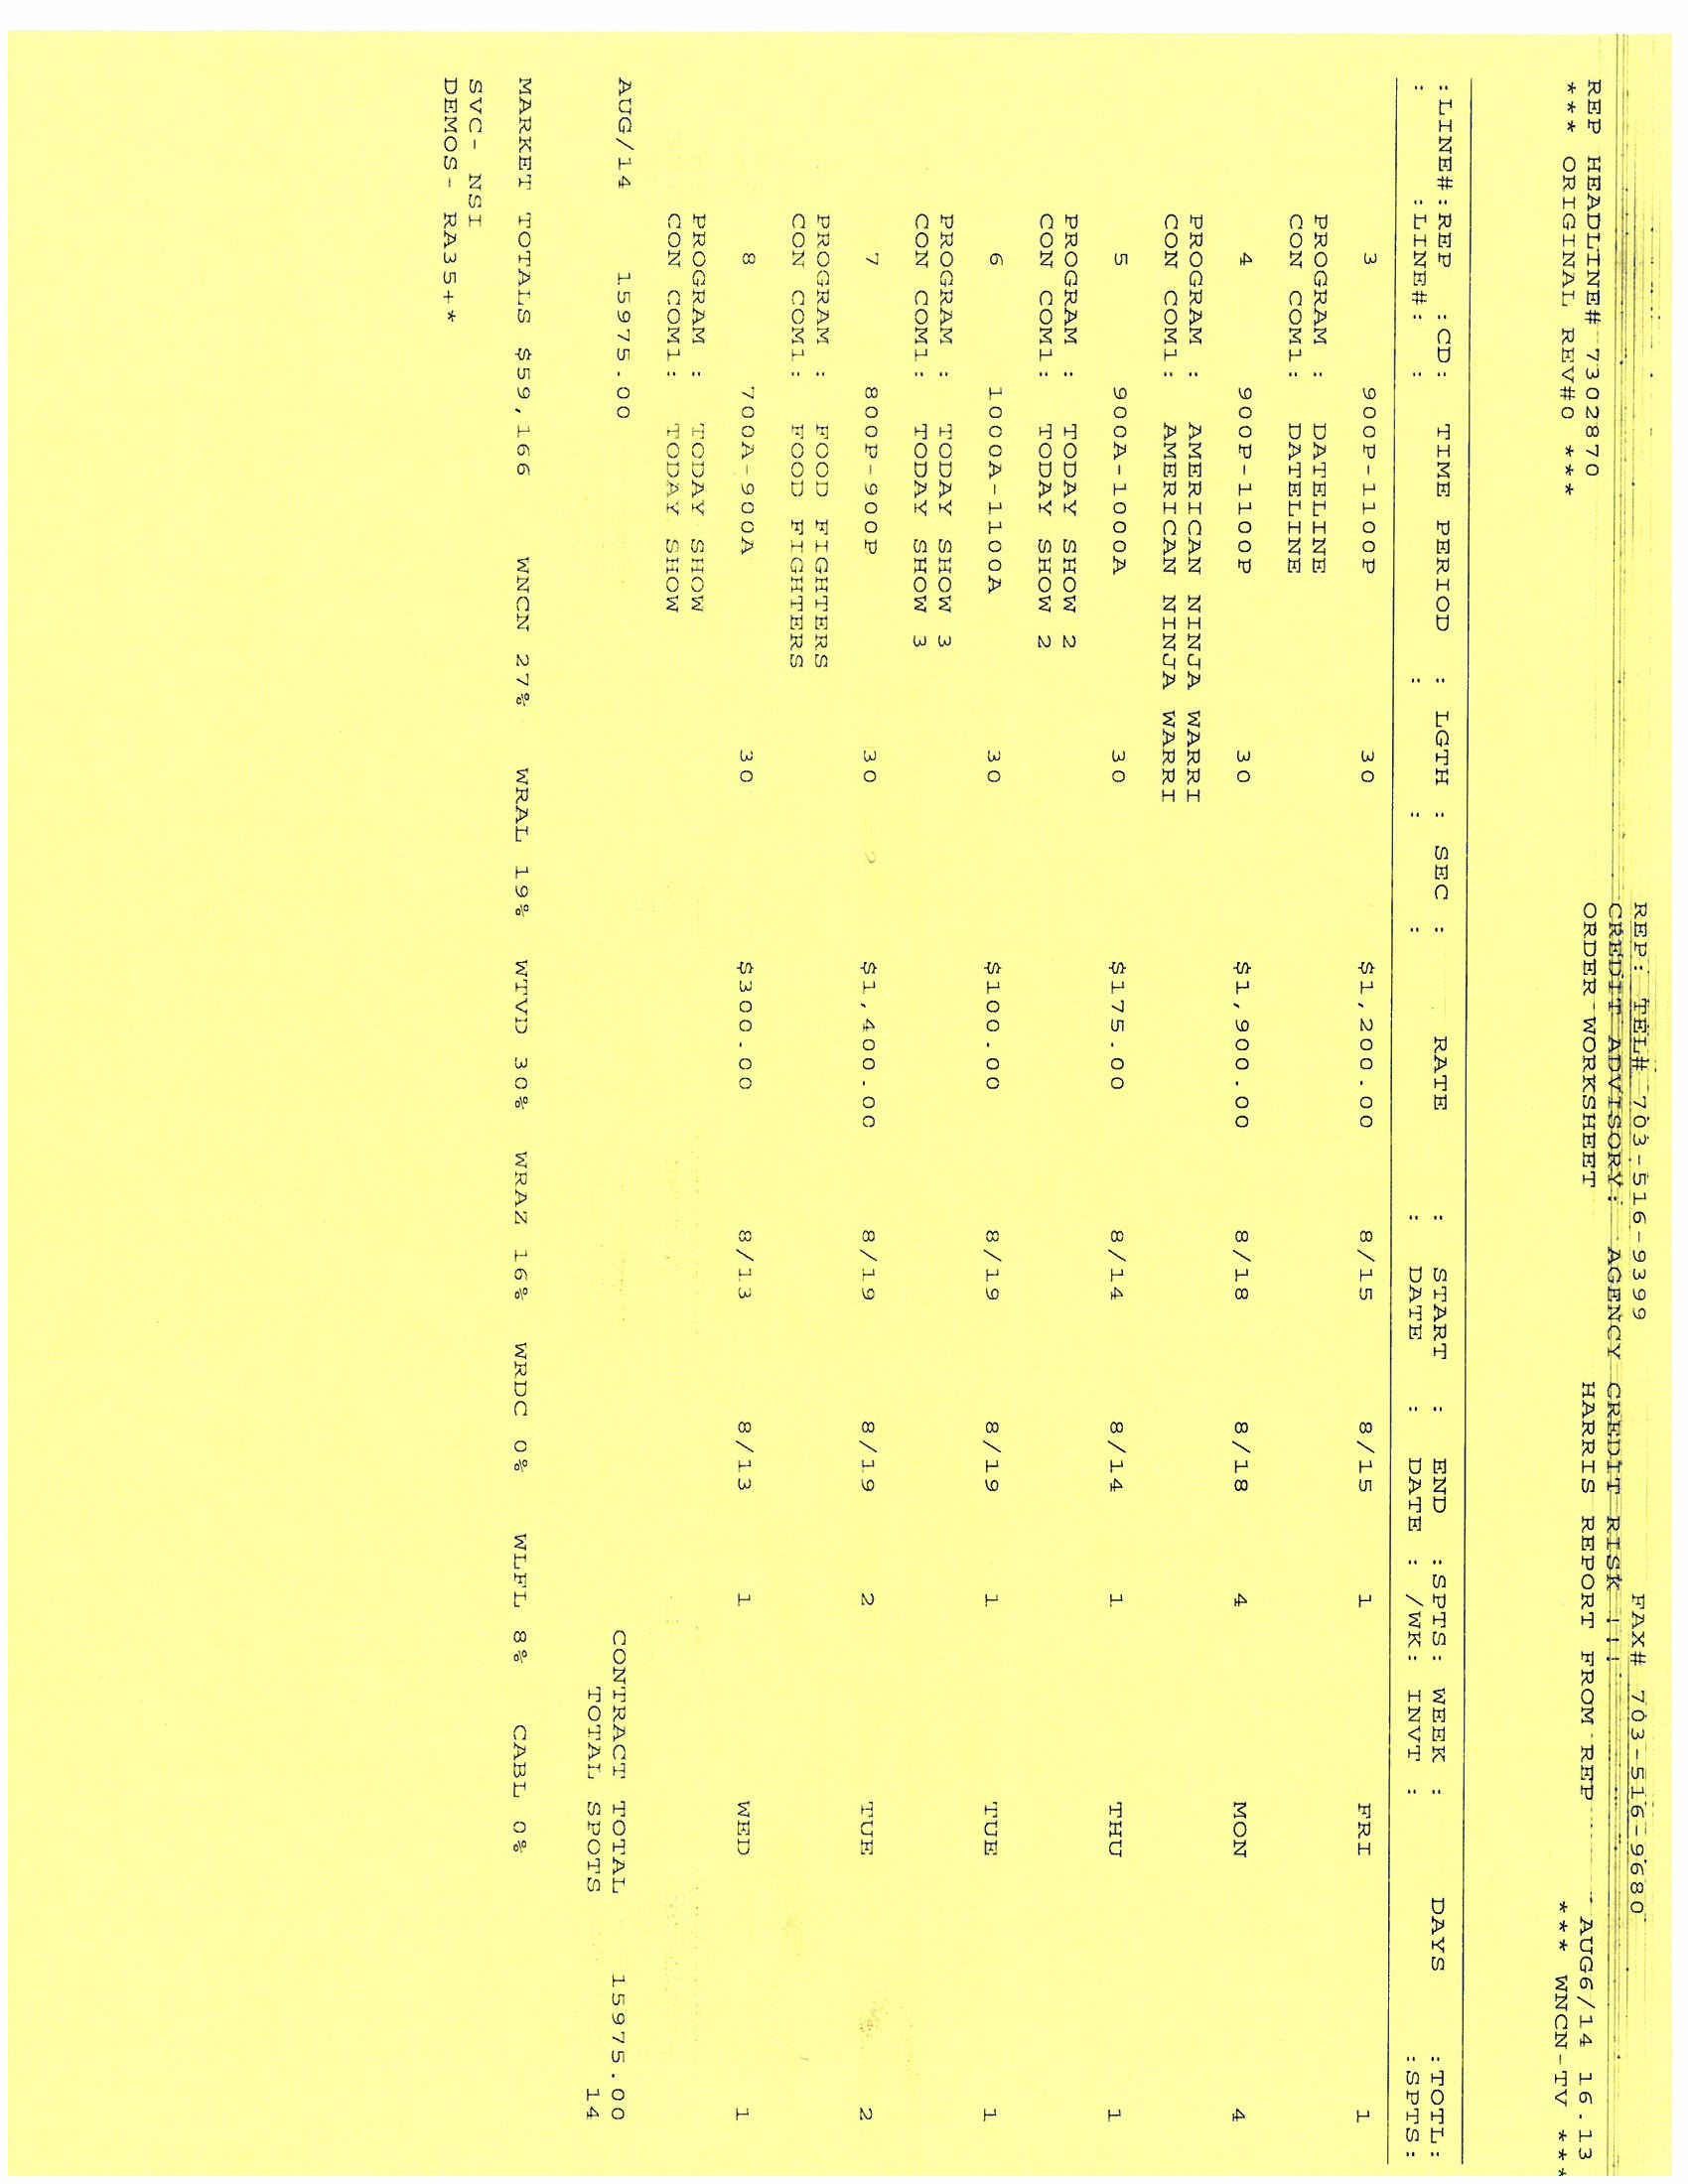 REP: TEL# 703-516-9399 FAX# 703-516-9680
CREDIT ADVISORY: AGENCY CREDIT RISK !!!
REP HEADLINE# 7302870 ORDER WORKSHEET HARRIS REPORT FROM REP AUG6/14 16.13
*** ORIGINAL REV#0 *** *** WNCN-TV ***
:LINE#:REP :CD: TIME PERIOD : LGTH : SEC : RATE : START : END :SPTS: WEEK : DAYS :TOTL:
: :LINE#: : : : : : DATE : DATE : /WK: INVT : :SPTS:
3 900P-1100P 30 $1,200.00 8/15 8/15 1 FRI 1
PROGRAM : DATELINE
CON COM1: DATELINE
4 900P-1100P 30 $1,900.00 8/18 8/18 4 MON 4
PROGRAM : AMERICAN NINJA WARRI
CON COM1: AMERICAN NINJA WARRI
5 900A-1000A 30 $175.00 8/14 8/14 1 THU 1
PROGRAM : TODAY SHOW 2
CON COM1: TODAY SHOW 2
6 1000A-1100A 30 $100.00 8/19 8/19 1 TUE 1
PROGRAM : TODAY SHOW 3
CON COM1: TODAY SHOW 3
7 800P-900P 30 $1,400.00 8/19 8/19 2 TUE 2
PROGRAM : FOOD FIGHTERS
CON COM1: FOOD FIGHTERS
8 700A-900A 30 $300.00 8/13 8/13 1 WED 1
PROGRAM : TODAY SHOW
CON COM1: TODAY SHOW
AUG/14 15975.00 CONTRACT TOTAL 15975.00
TOTAL SPOTS 14
MARKET TOTALS $59,166 WNCN 27% WRAL 19% WTVD 30% WRAZ 16% WRDC 0% WLFL 8% CABL 0%
SVC- NSI
DEMOS- RA35+*